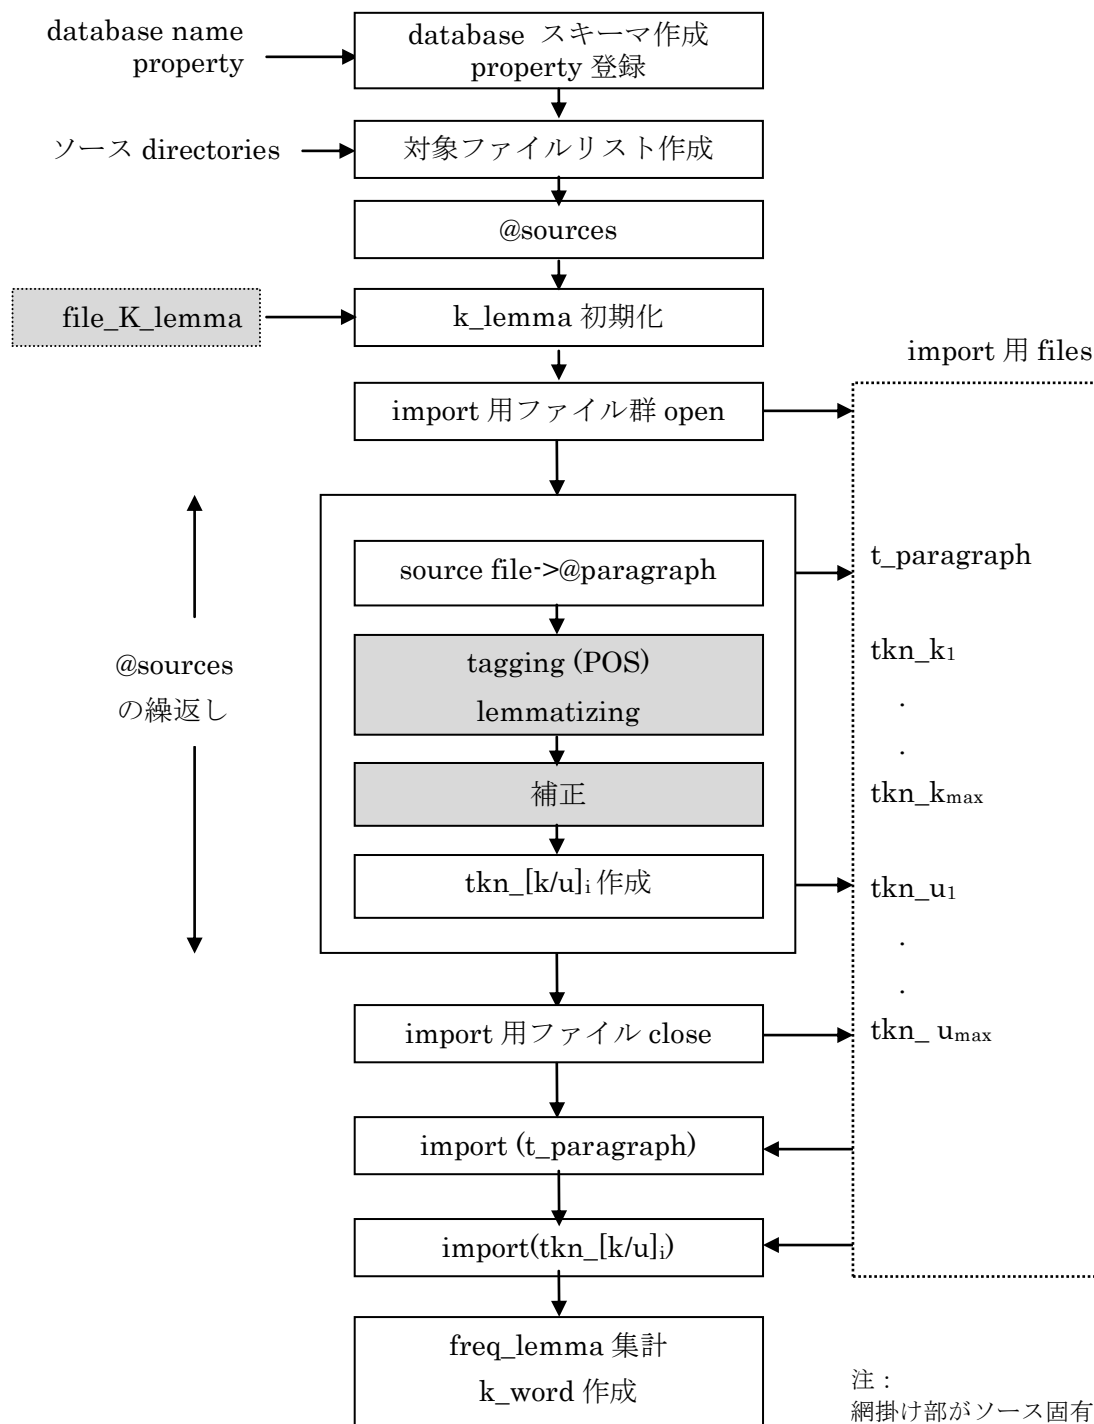 database name
property
database スキーマ作成
property 登録
ソース directories
対象ファイルリスト作成
@sources
file_K_lemma
k_lemma 初期化
import 用 files
import 用ファイル群 open
source file->@paragraph
t_paragraph
tagging (POS)
lemmatizing
tkn_k1
@sources
の繰返し
.
.
補正
tkn_kmax
tkn_[k/u]i 作成
tkn_u1
.
.
import 用ファイル close
tkn_ umax
import (t_paragraph)
import(tkn_[k/u]i)
freq_lemma 集計
k_word 作成
注：
網掛け部がソース固有